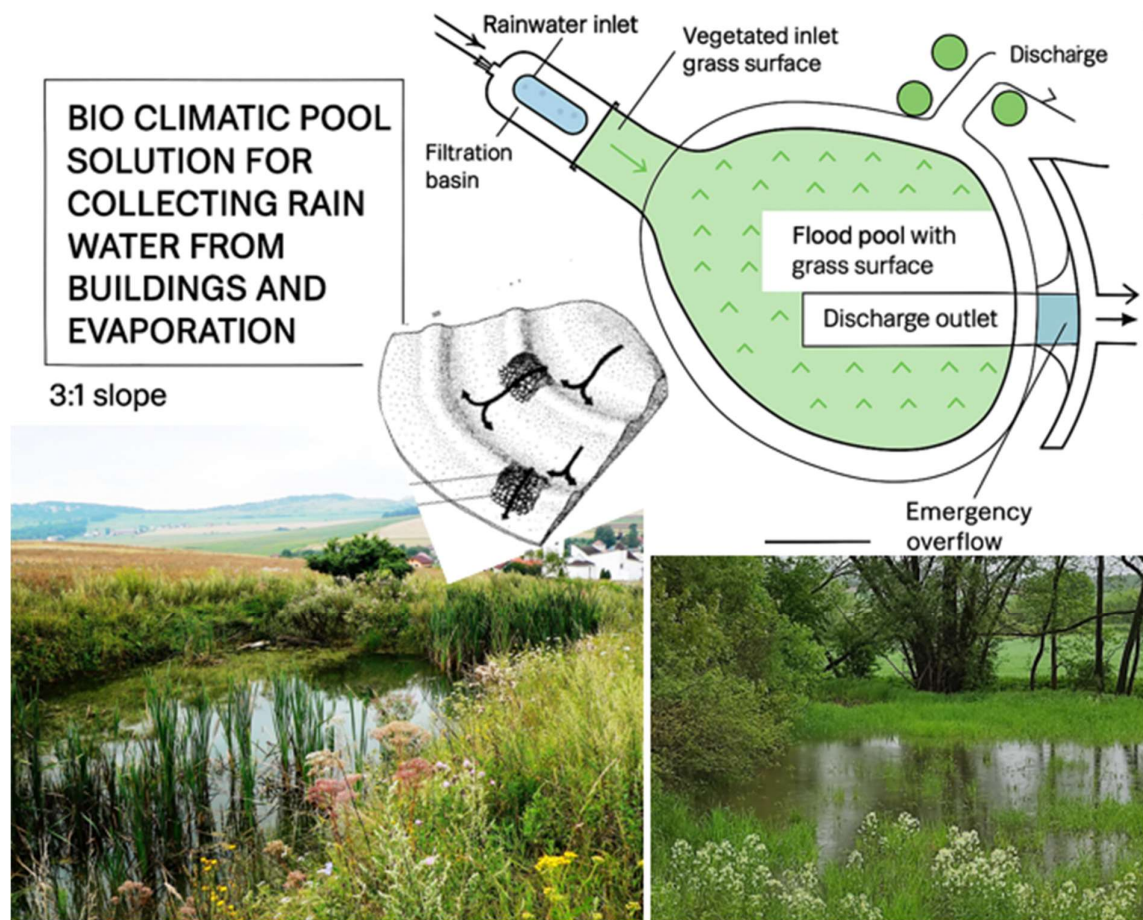 BIO CLIMATIC POOL
SOLUTION FOR
COLLECTING RAIN
WATER FROM
BUILDINGS AND
EVAPORATION
3:1 slope
Rainwater inlet
Filtration
basin
Vegetated inlet
grass surface
Discharge
Flood pool with
grass surface
Discharge outlet
Emergency
overflow